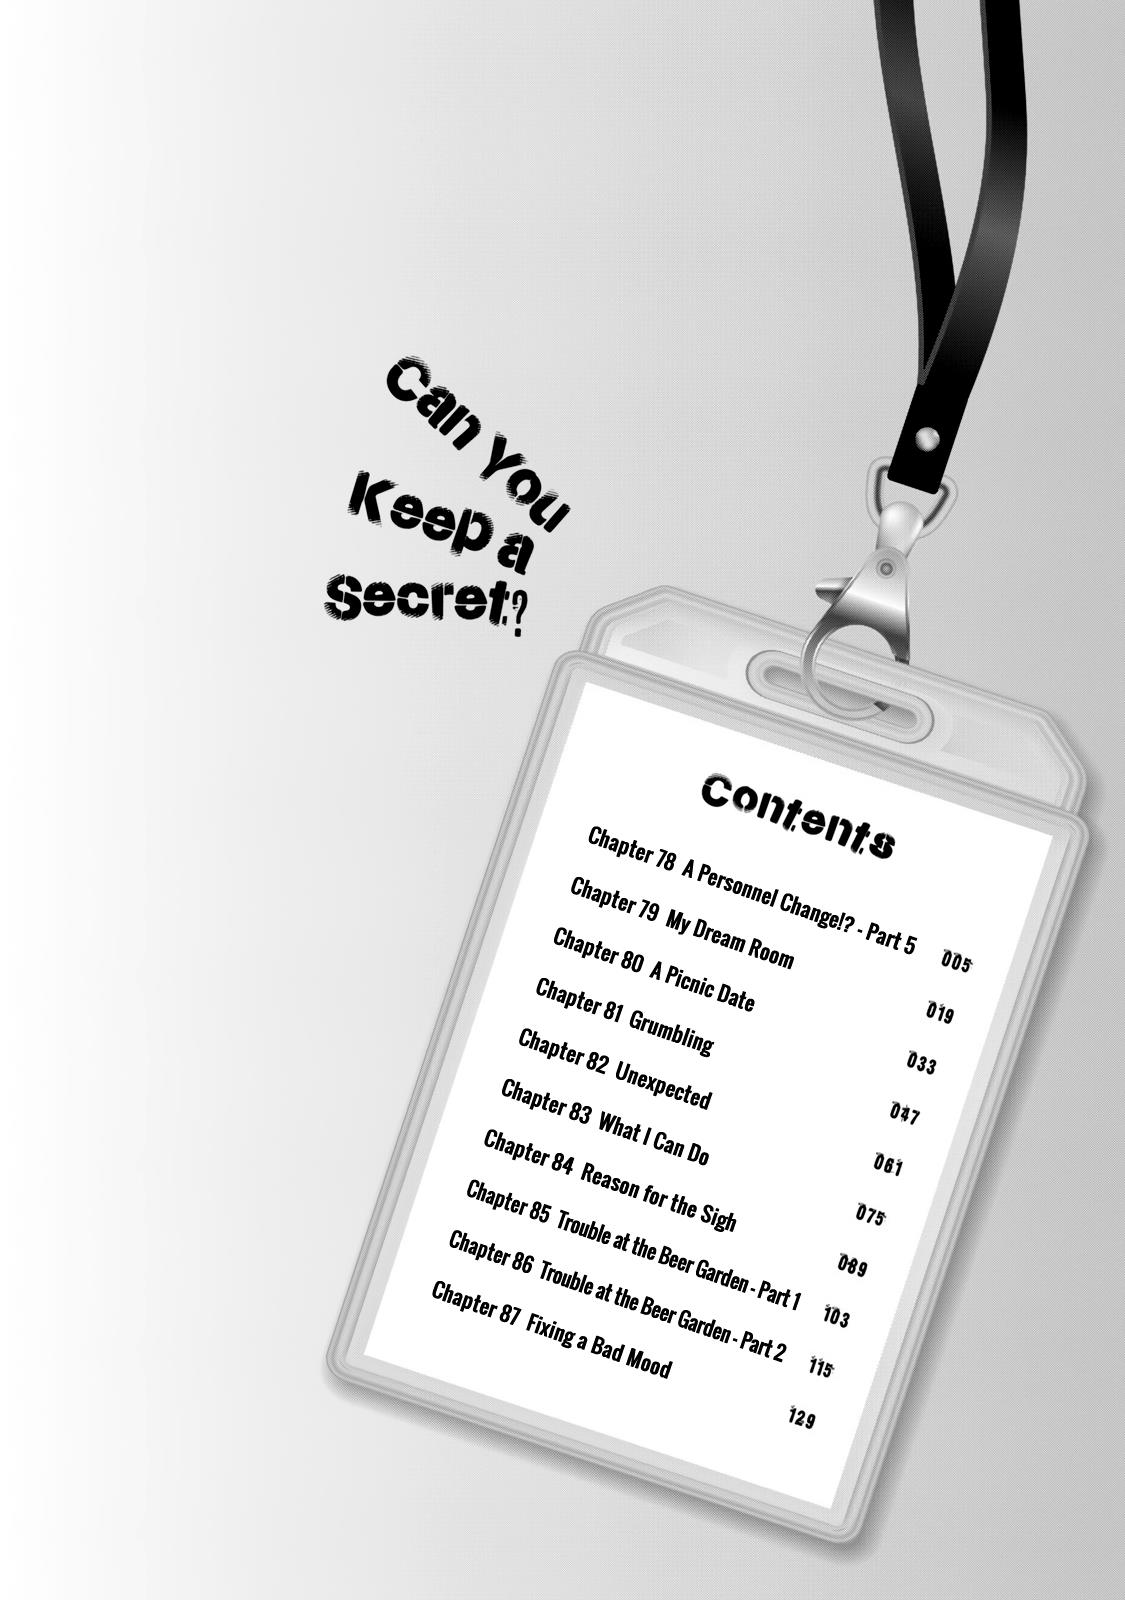 Can You
Keep a
Secret?
Contents
Chapter 78 A Personnel Change!? - Part 5 005
Chapter 79 My Dream Room 019
Chapter 80 A Picnic Date 033
Chapter 81 Grumbling 047
Chapter 82 Unexpected 061
Chapter 83 What I Can Do 075
Chapter 84 Reason for the Sigh 089
Chapter 85 Trouble at the Beer Garden - Part 1 103
Chapter 86 Trouble at the Beer Garden - Part 2 115
Chapter 87 Fixing a Bad Mood 129